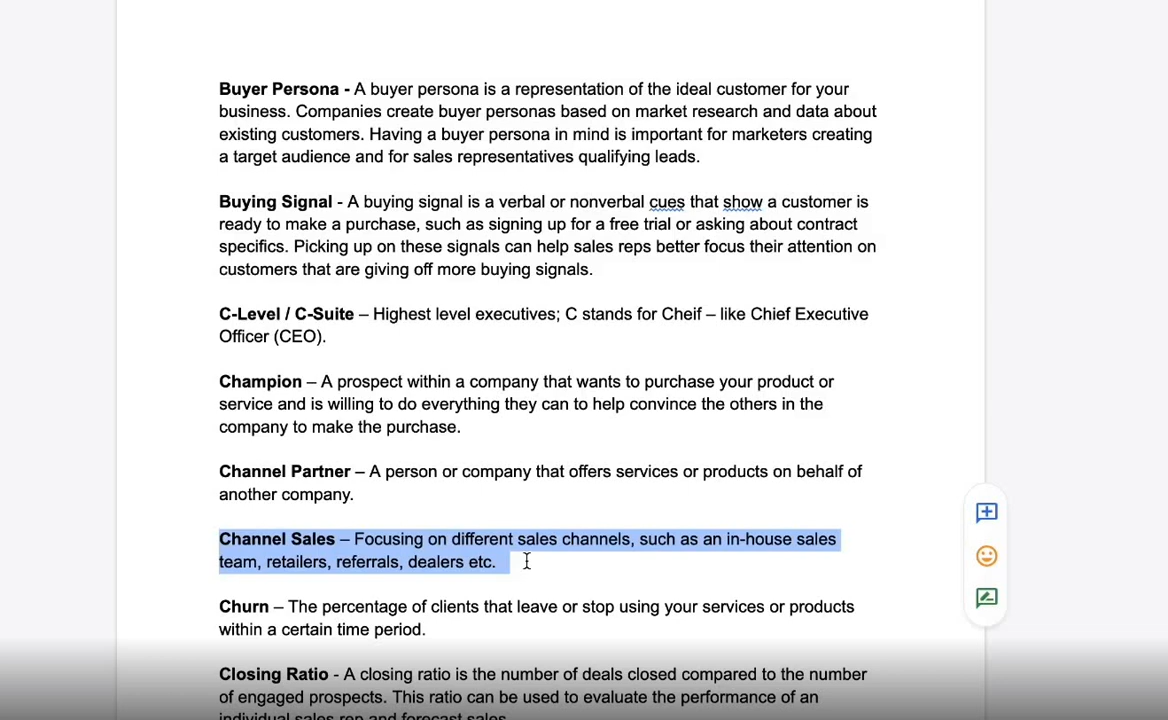 Buyer Persona - A buyer persona is a representation of the ideal customer for your
business. Companies create buyer personas based on market research and data about
existing customers. Having a buyer persona in mind is important for marketers creating
a target audience and for sales representatives qualifying leads.
Buying Signal - A buying signal is a verbal or nonverbal cues that show a customer is
ready to make a purchase, such as signing up for a free trial or asking about contract
specifics. Picking up on these signals can help sales reps better focus their attention on
customers that are giving off more buying signals.
C-Level / C-Suite – Highest level executives; C stands for Cheif – like Chief Executive
Officer (CEO).
Champion – A prospect within a company that wants to purchase your product or
service and is willing to do everything they can to help convince the others in the
company to make the purchase.
Channel Partner – A person or company that offers services or products on behalf of
another company.
Channel Sales – Focusing on different sales channels, such as an in-house sales
team, retailers, referrals, dealers etc.
Churn – The percentage of clients that leave or stop using your services or products
within a certain time period.
Closing Ratio - A closing ratio is the number of deals closed compared to the number
of engaged prospects. This ratio can be used to evaluate the performance of an
individual sales rep and forecast sales.